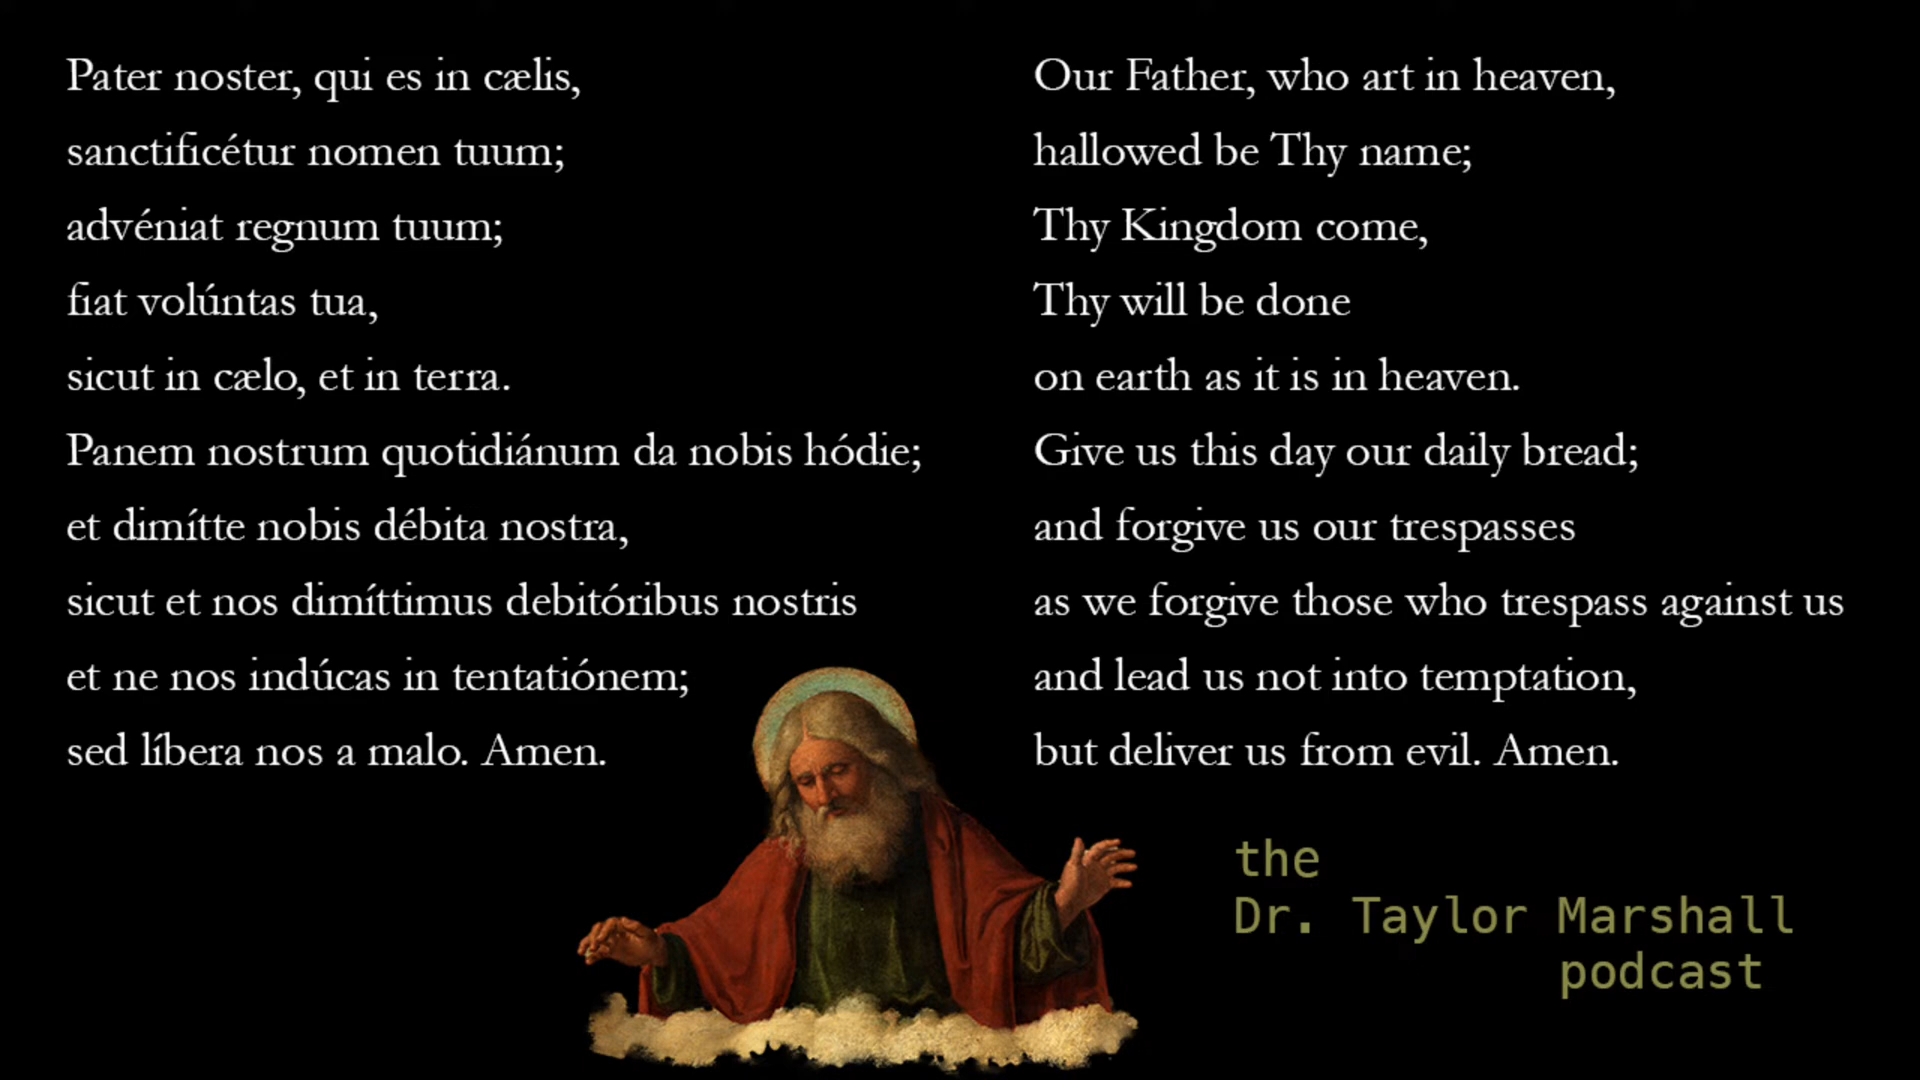 Pater noster, qui es in cælis,
sanctificétur nomen tuum;
advéniat regnum tuum;
fiat volúntas tua,
sicut in cælo, et in terra.
Panem nostrum quotidiánum da nobis hódie;
et dimítte nobis débita nostra,
sicut et nos dimíttimus debitóribus nostris
et ne nos indúcas in tentatiónem;
sed líbera nos a malo. Amen.
Our Father, who art in heaven,
hallowed be Thy name;
Thy Kingdom come,
Thy will be done
on earth as it is in heaven.
Give us this day our daily bread;
and forgive us our trespasses
as we forgive those who trespass against us
and lead us not into temptation,
but deliver us from evil. Amen.
the
Dr. Taylor Marshall
podcast